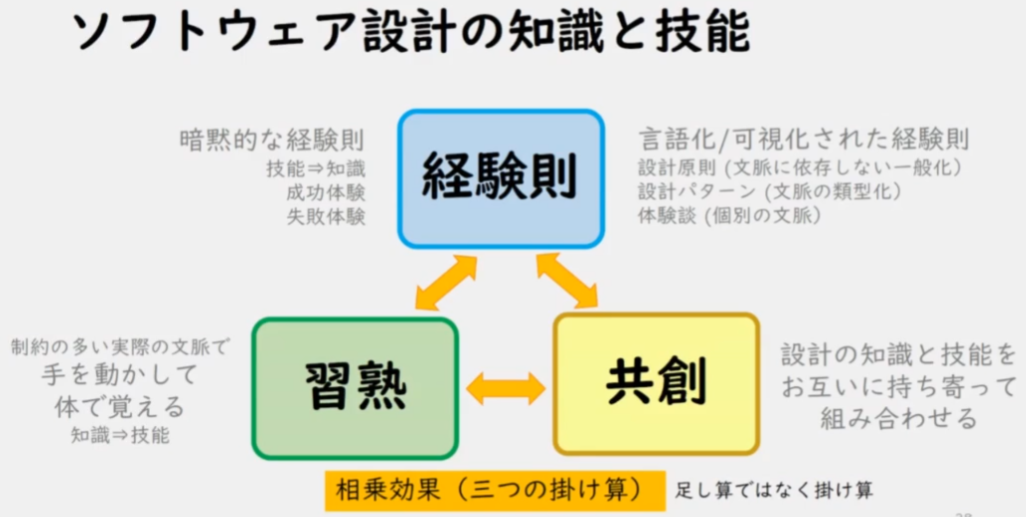 ソフトウェア設計の知識と技能
暗黙的な経験則
技能⇒知識
成功体験
失敗体験
経験則
言語化/可視化された経験則
設計原則 (文脈に依存しない一般化)
設計パターン (文脈の類型化)
体験談 (個別の文脈)
制約の多い実際の文脈で
手を動かして
体で覚える
知識⇒技能
習熟
共創
設計の知識と技能を
お互いに持ち寄って
組み合わせる
相乗効果（三つの掛け算）
足し算ではなく掛け算